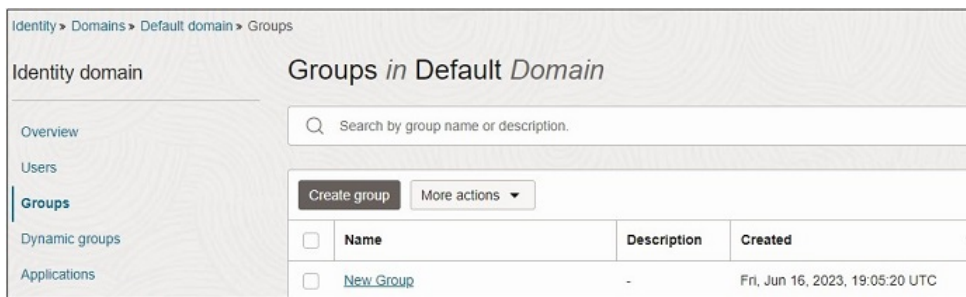 Identity » Domains » Default domain » Groups
Identity domain
Overview
Users
Groups
Dynamic groups
Applications
Groups in Default Domain
Search by group name or description.
Create group More actions
Name Description Created
New Group - Fri, Jun 16, 2023, 19:05:20 UTC